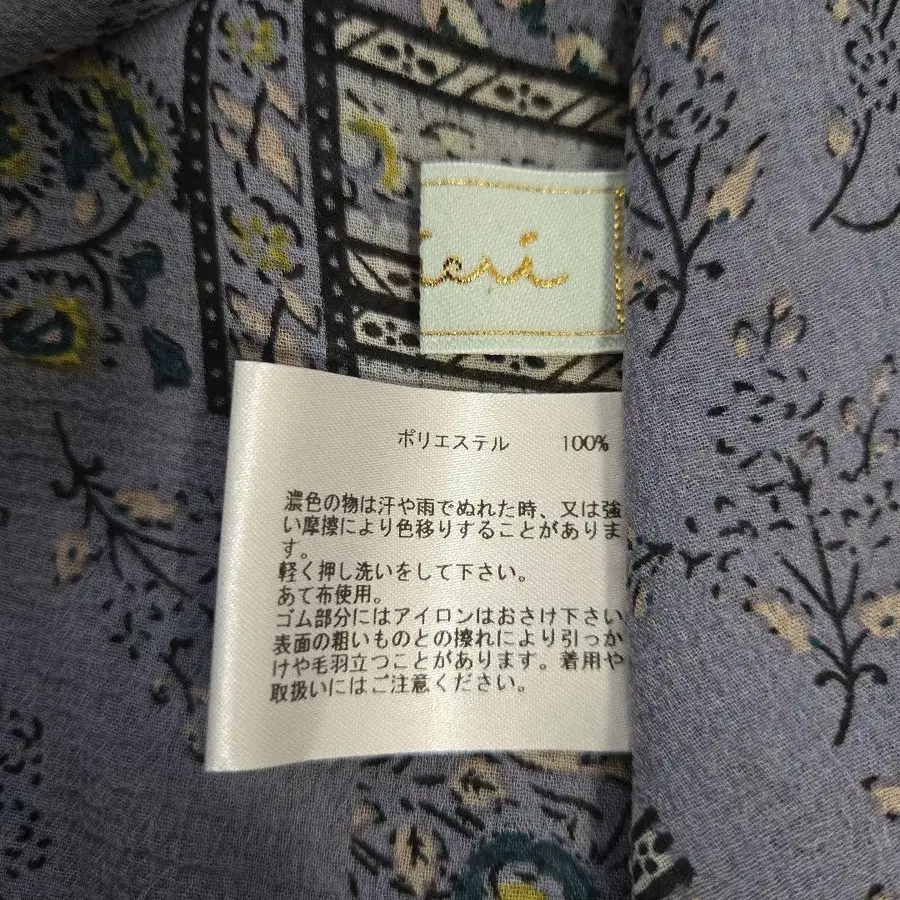 ieri
ポリエステル 100%
濃色の物は汗や雨でぬれた時、又は強
い摩擦により色移りすることがありま
す。
軽く押し洗いをして下さい。
あて布使用。
ゴム部分にはアイロンはおさけ下さい
表面の粗いものとの擦れにより引っか
けや毛羽立つことがあります。着用や
取扱いにはご注意ください。